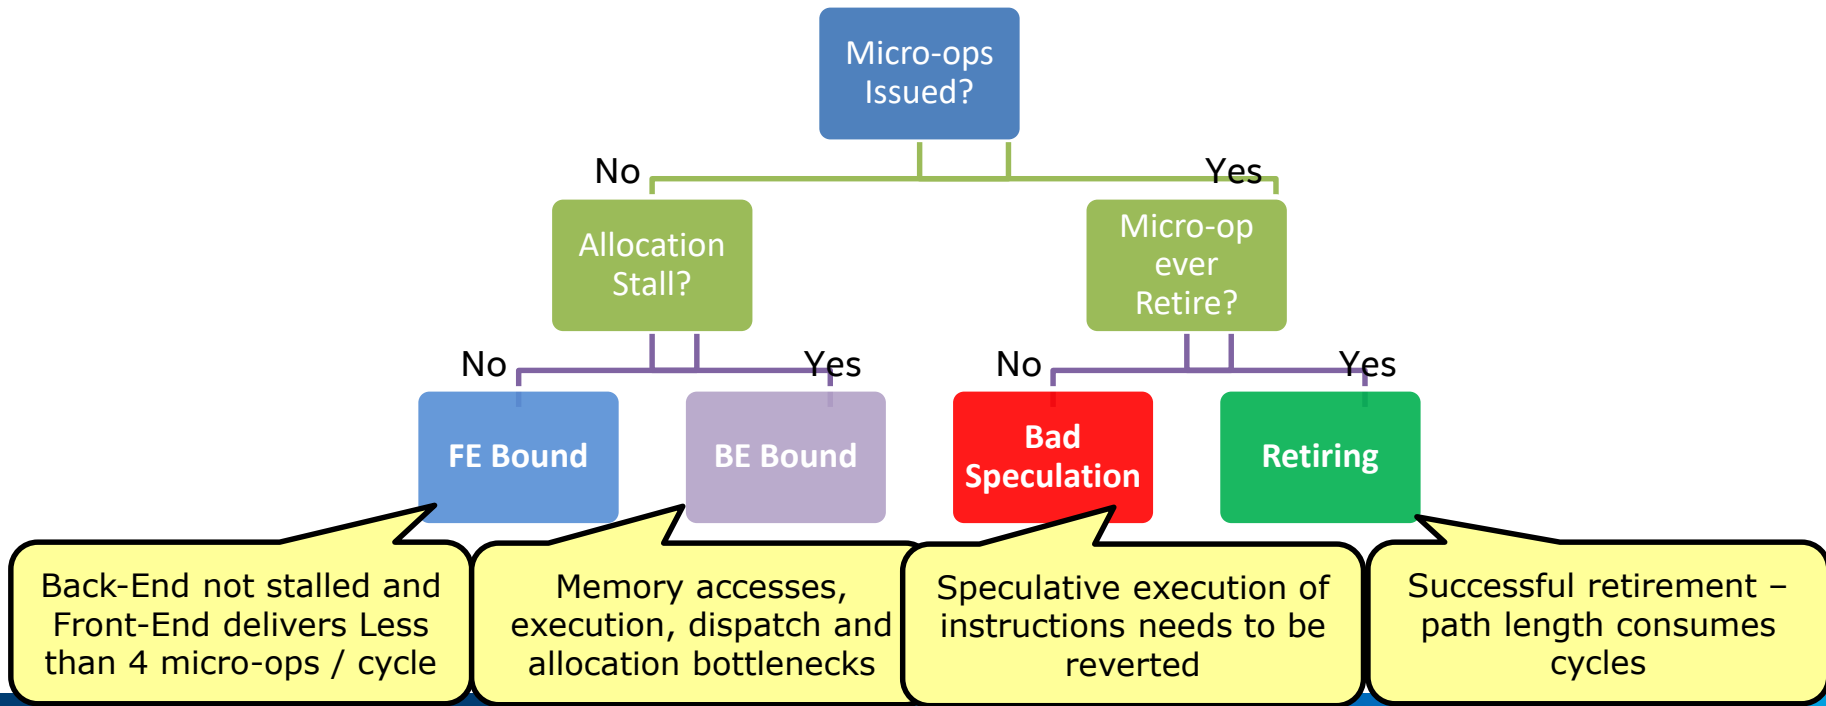 Micro-ops
Issued?
No
Yes
Allocation
Stall?
Micro-op
ever
Retire?
No
Yes
No
Yes
FE Bound
BE Bound
Bad
Speculation
Retiring
Back-End not stalled and
Front-End delivers Less
than 4 micro-ops / cycle
Memory accesses,
execution, dispatch and
allocation bottlenecks
Speculative execution of
instructions needs to be
reverted
Successful retirement –
path length consumes
cycles